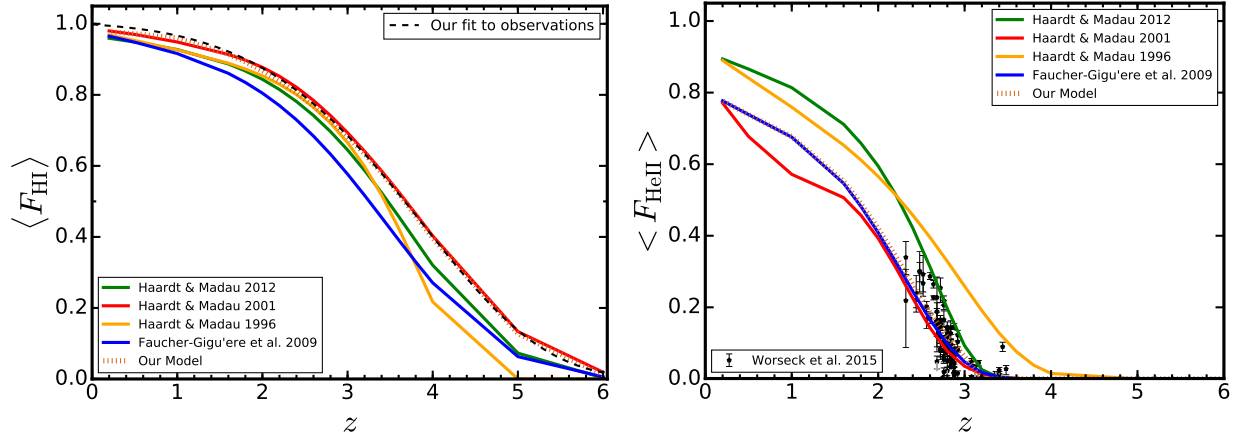 1.0
0.8
0.6
0.4
0.2
0.0
⟨F_HI⟩
Our fit to observations
Haardt & Madau 2012
Haardt & Madau 2001
Haardt & Madau 1996
Faucher-Gigu'ere et al. 2009
Our Model
0 1 2 3 4 5 6
z
1.0
0.8
0.6
0.4
0.2
0.0
< F_HeII >
Haardt & Madau 2012
Haardt & Madau 2001
Haardt & Madau 1996
Faucher-Gigu'ere et al. 2009
Our Model
Worseck et al. 2015
0 1 2 3 4 5 6
z